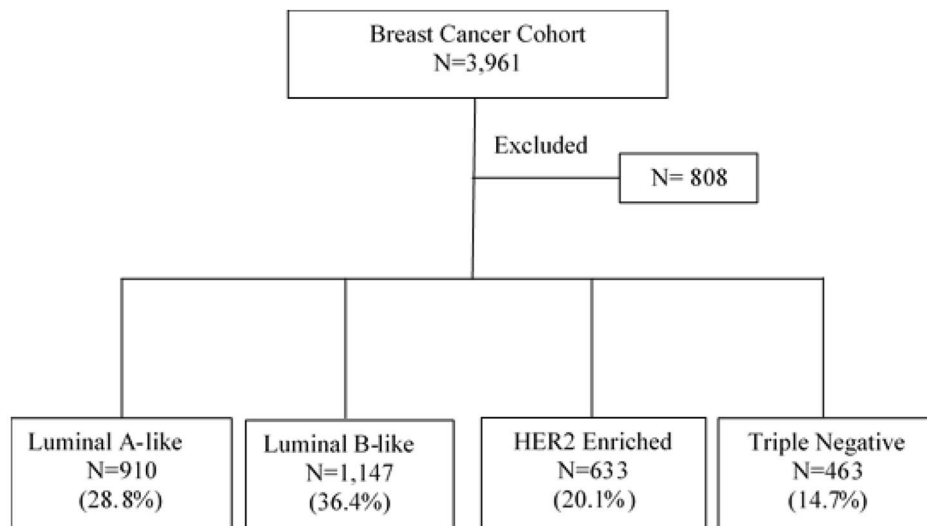 Breast Cancer Cohort
N=3,961
Excluded
N= 808
Luminal A-like
N=910
(28.8%)
Luminal B-like
N=1,147
(36.4%)
HER2 Enriched
N=633
(20.1%)
Triple Negative
N=463
(14.7%)